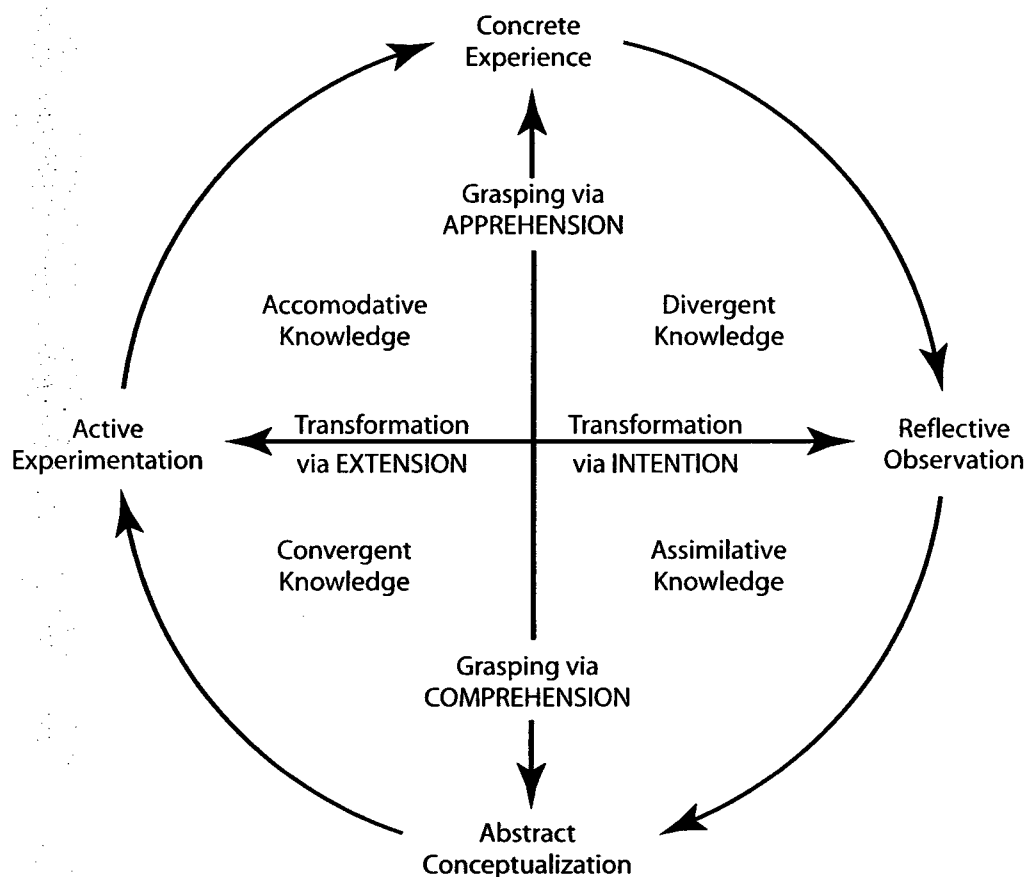 Concrete
Experience
Grasping via
APPREHENSION
Accomodative
Knowledge
Divergent
Knowledge
Active
Experimentation
Transformation
via EXTENSION
Transformation
via INTENTION
Reflective
Observation
Convergent
Knowledge
Assimilative
Knowledge
Grasping via
COMPREHENSION
Abstract
Conceptualization